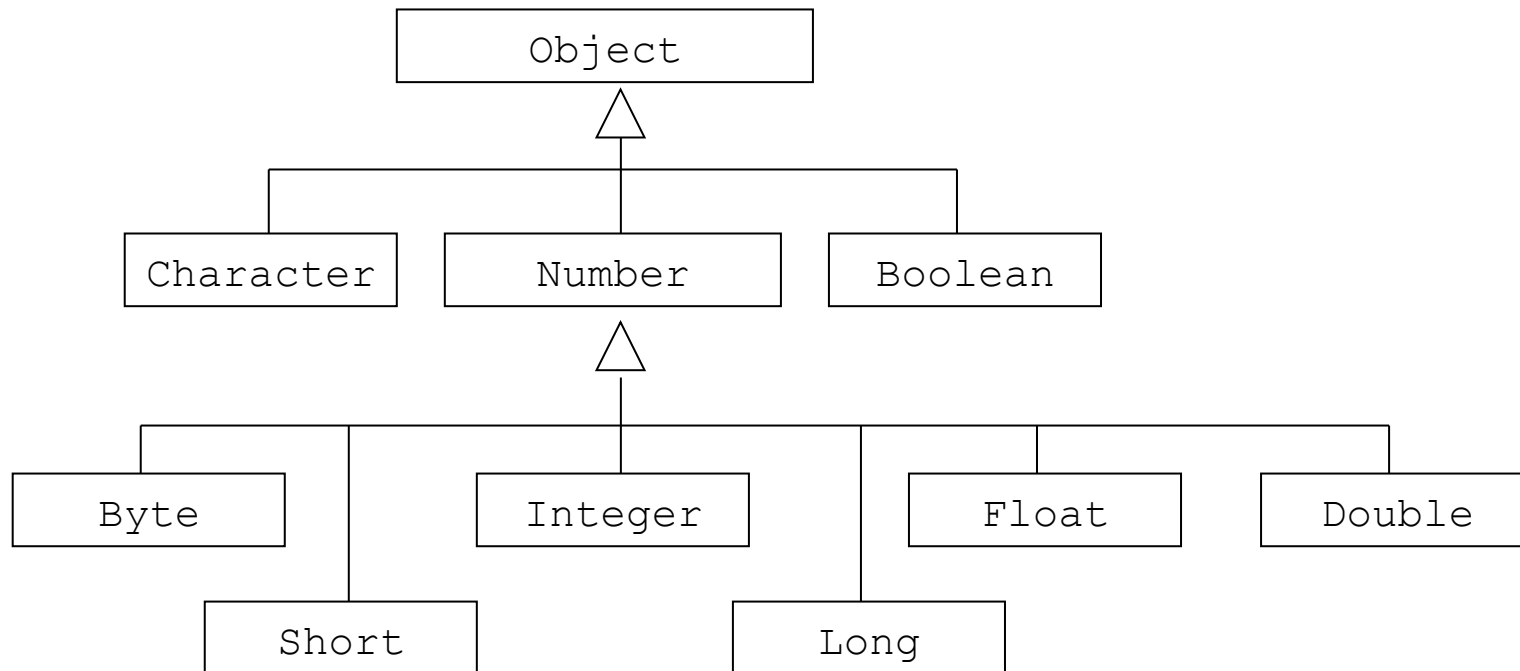 Object
Character
Number
Boolean
Byte
Integer
Float
Double
Short
Long